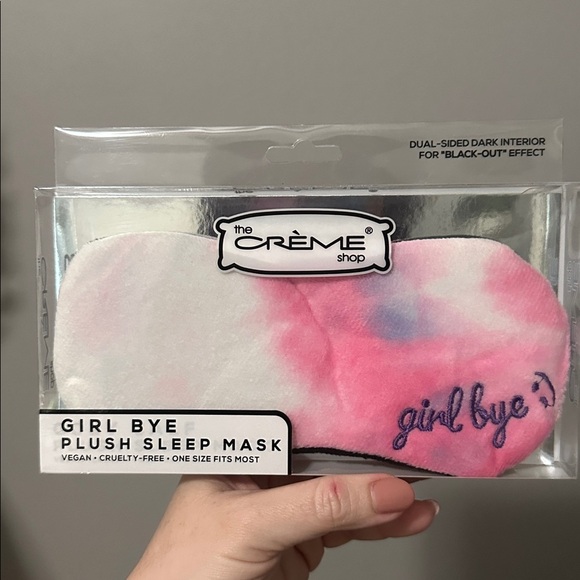 DUAL-SIDED DARK INTERIOR
FOR "BLACK-OUT" EFFECT
the
CRÈME®
shop
girl bye
GIRL BYE
PLUSH SLEEP MASK
VEGAN • CRUELTY-FREE • ONE SIZE FITS MOST